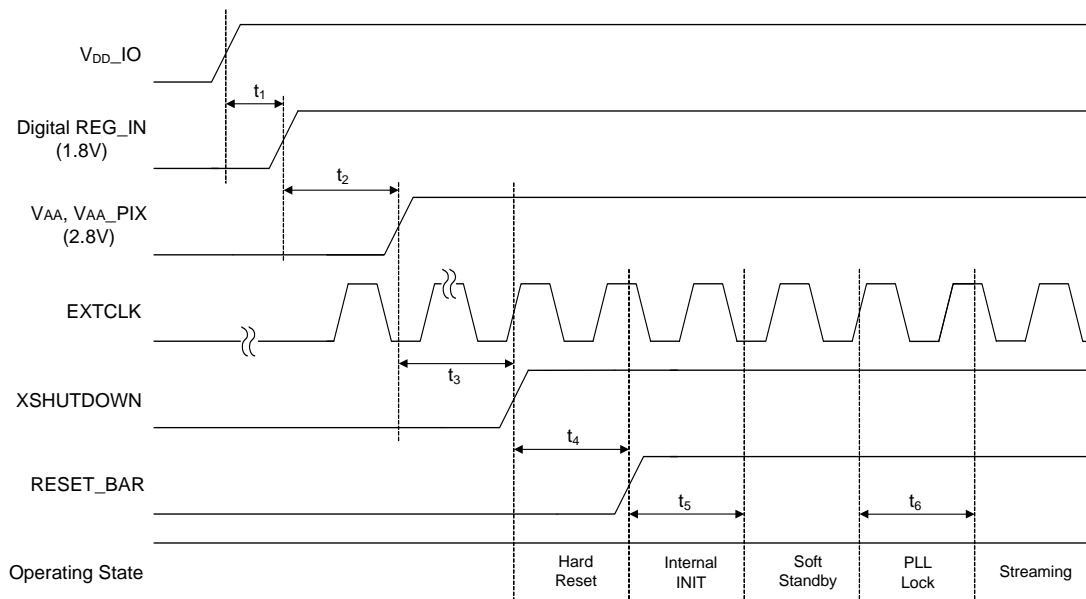 VDD_IO
t1
Digital REG_IN
(1.8V)
t2
VAA, VAA_PIX
(2.8V)
EXTCLK
t3
XSHUTDOWN
t4
RESET_BAR
t5
t6
Operating State
Hard
Reset
Internal
INIT
Soft
Standby
PLL
Lock
Streaming